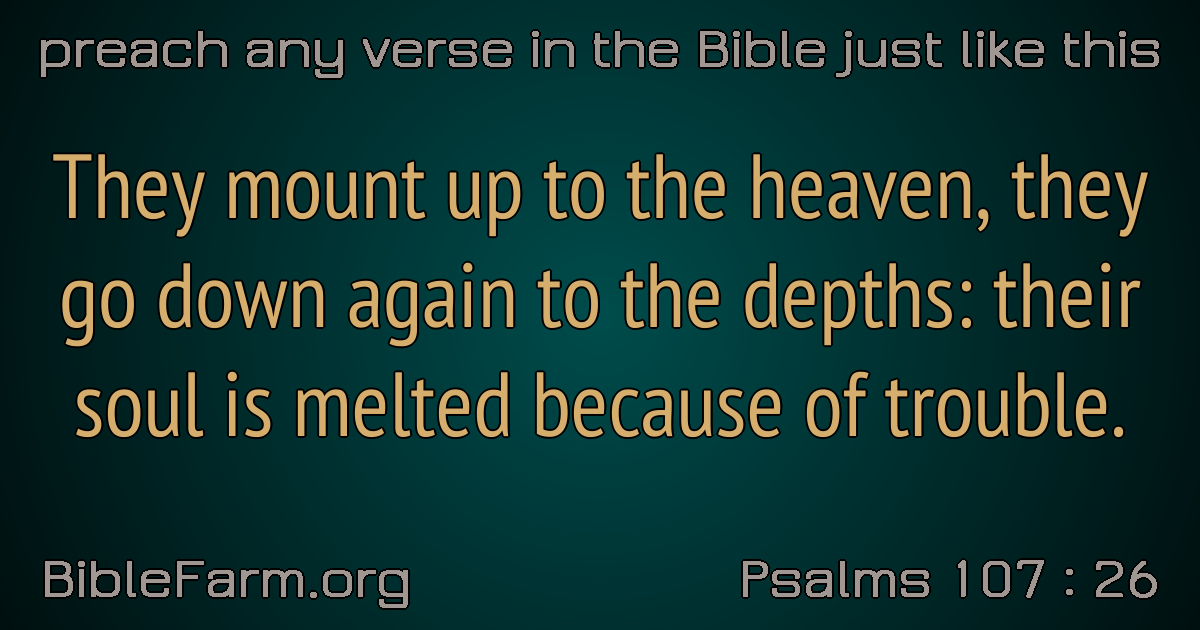 preach any verse in the Bible just like this
They mount up to the heaven, they
go down again to the depths: their
soul is melted because of trouble.
BibleFarm.org
Psalms 107 : 26